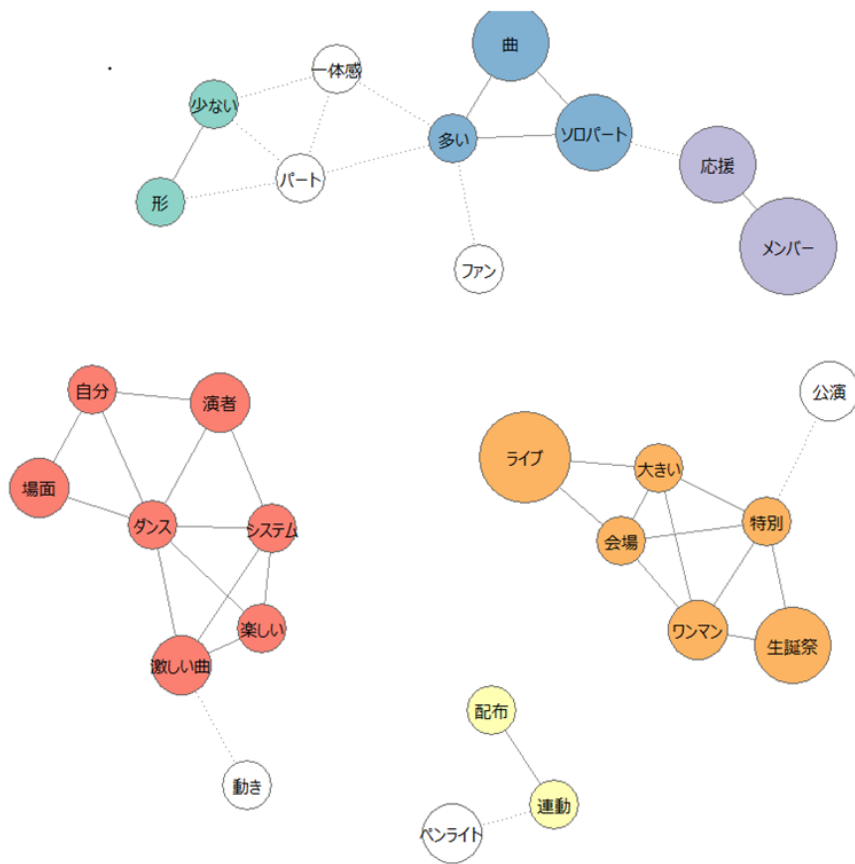 曲
一体感
少ない
多い
ソロパート
応援
パート
形
メンバー
ファン
自分
演者
公演
ライブ
大きい
場面
ダンス
システム
特別
会場
楽しい
ワンマン
生誕祭
激しい曲
配布
動き
連動
ペンライト